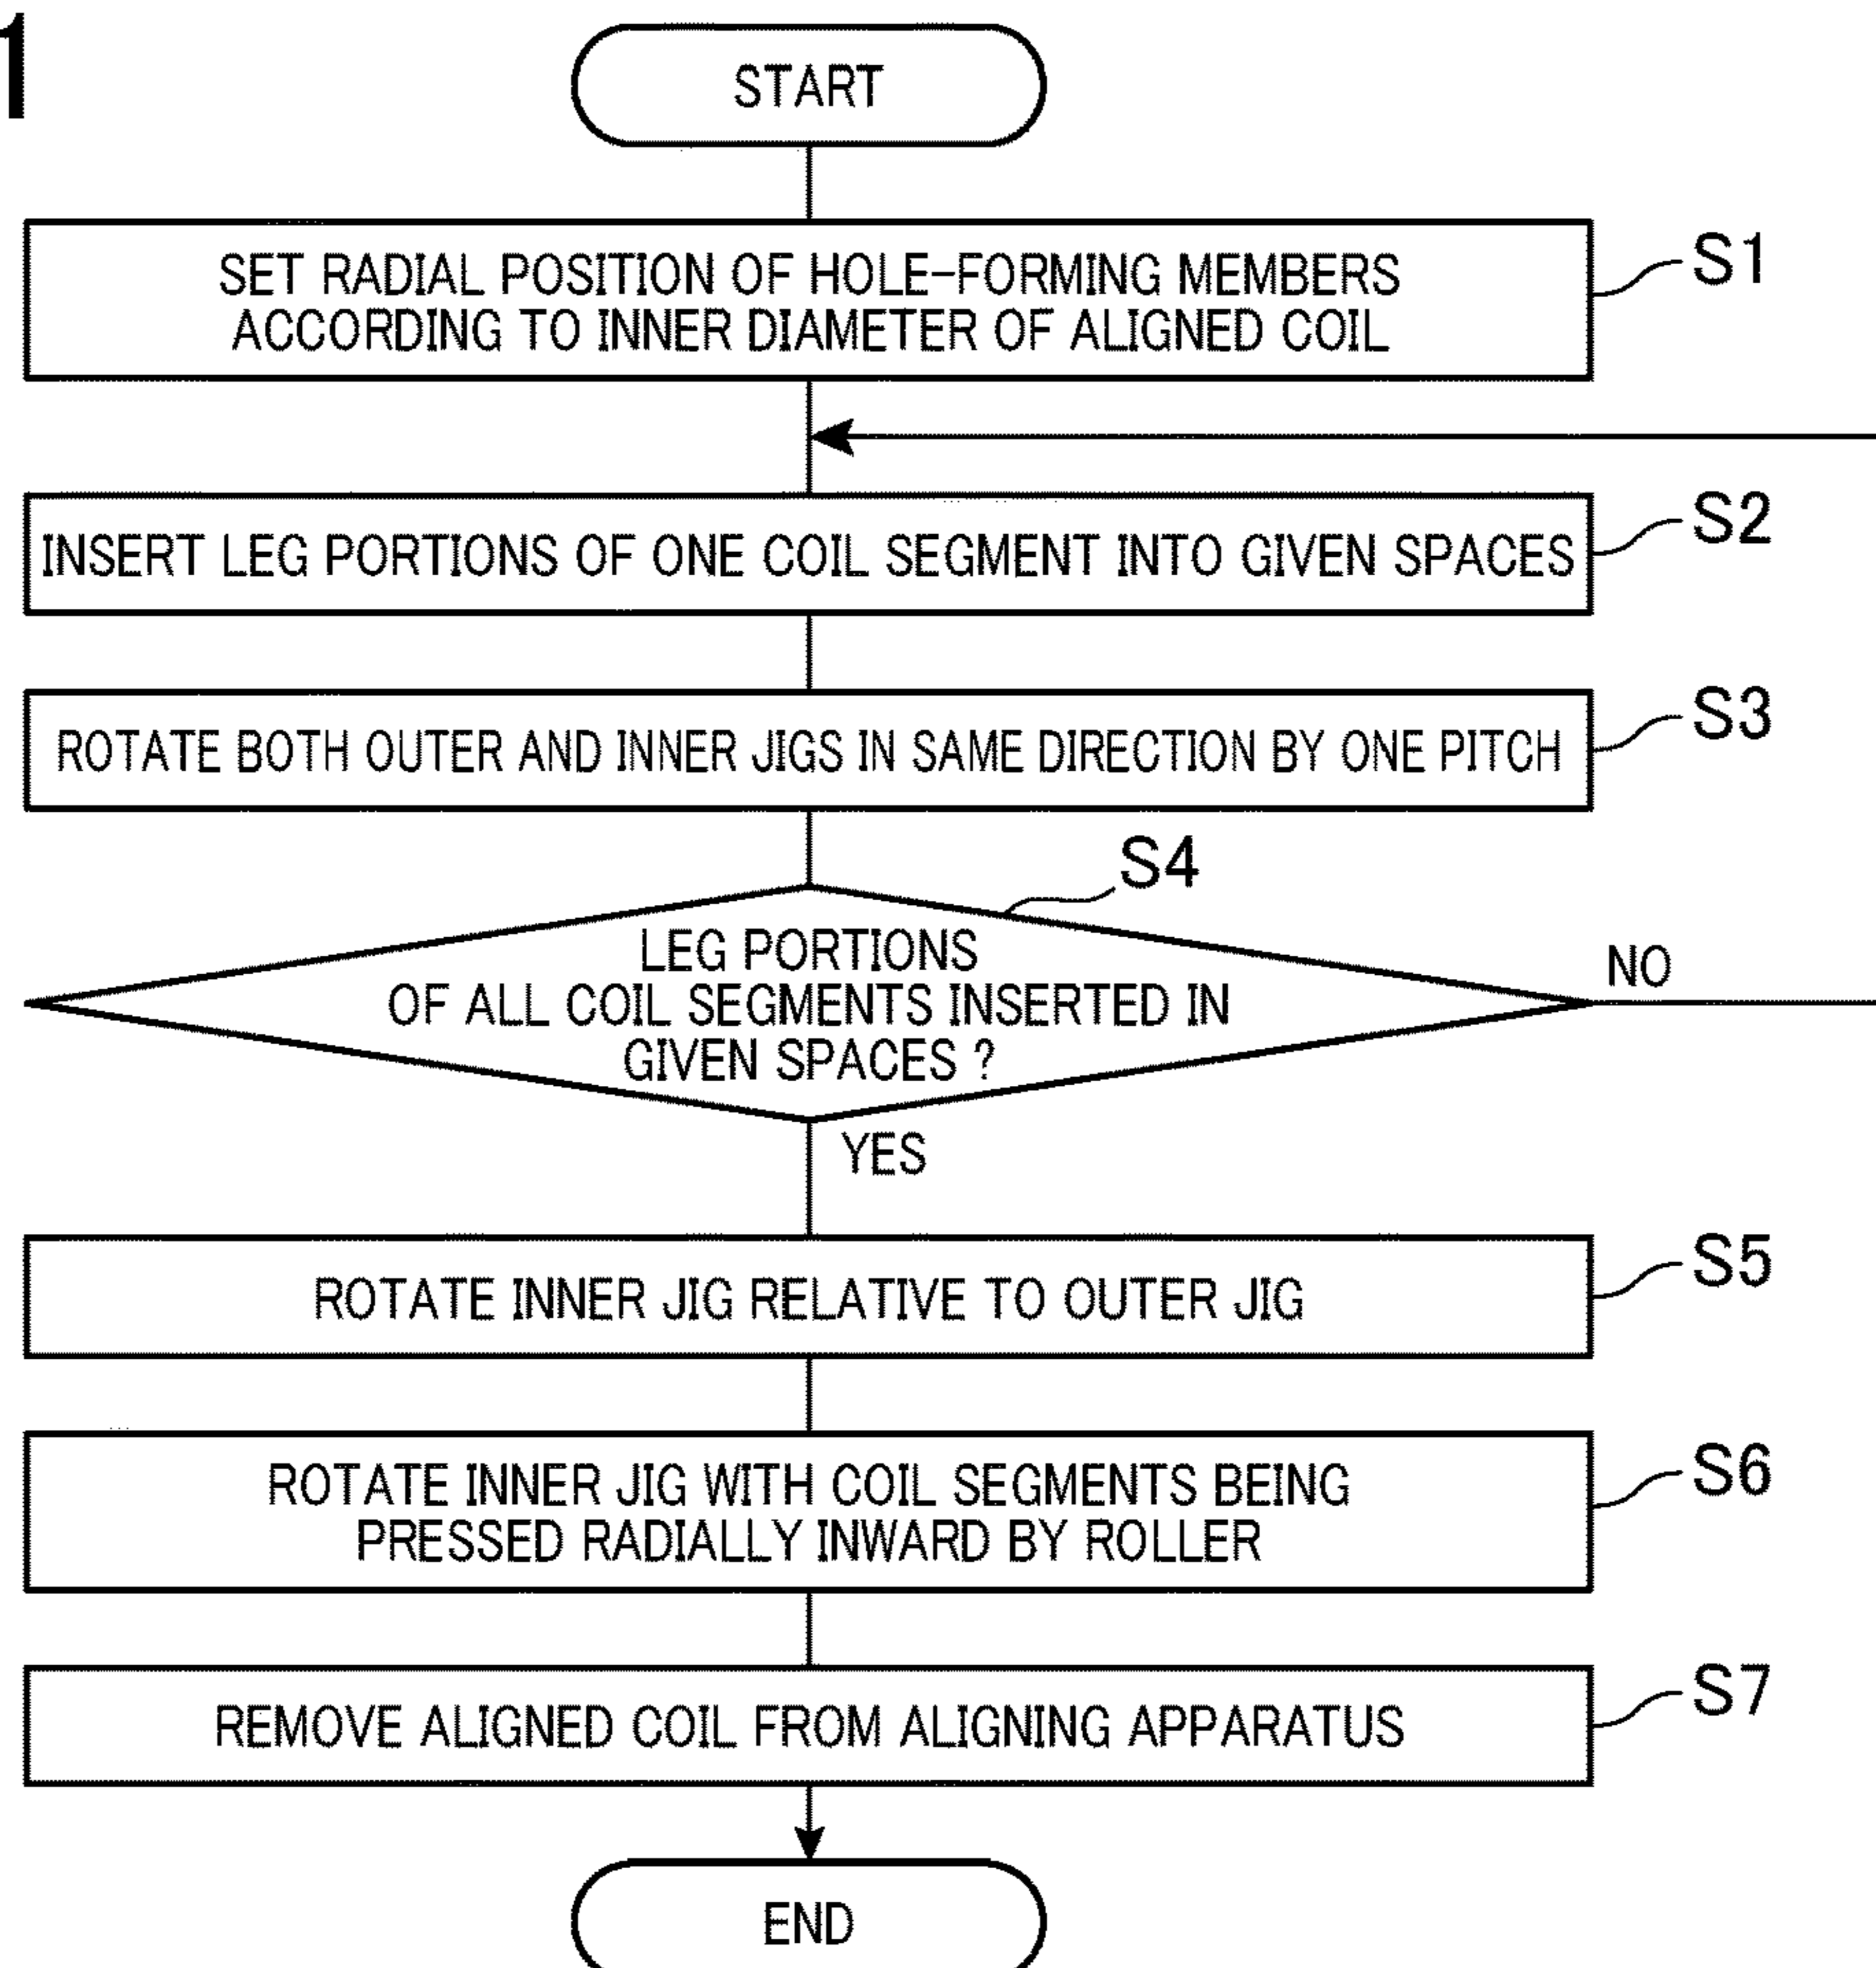 1
START
SET RADIAL POSITION OF HOLE-FORMING MEMBERS
ACCORDING TO INNER DIAMETER OF ALIGNED COIL
S1
INSERT LEG PORTIONS OF ONE COIL SEGMENT INTO GIVEN SPACES
S2
ROTATE BOTH OUTER AND INNER JIGS IN SAME DIRECTION BY ONE PITCH
S3
S4
LEG PORTIONS
OF ALL COIL SEGMENTS INSERTED IN
GIVEN SPACES ?
NO
YES
ROTATE INNER JIG RELATIVE TO OUTER JIG
S5
ROTATE INNER JIG WITH COIL SEGMENTS BEING
PRESSED RADIALLY INWARD BY ROLLER
S6
REMOVE ALIGNED COIL FROM ALIGNING APPARATUS
S7
END